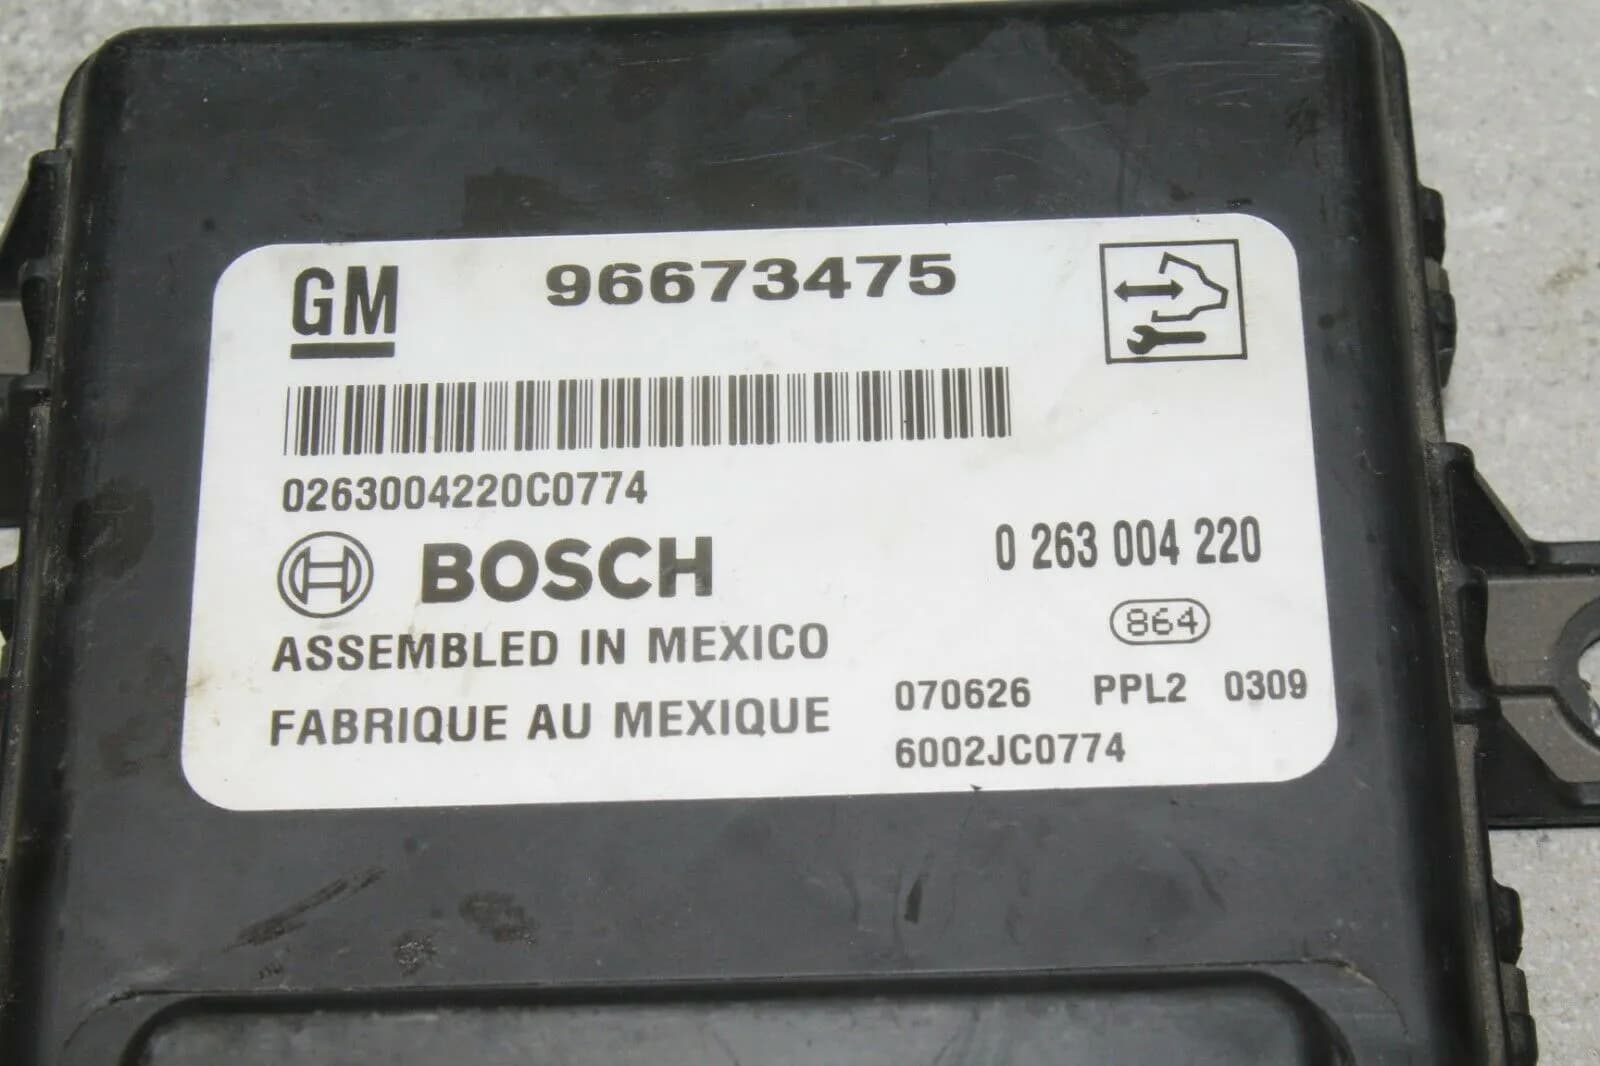 GM 96673475
0263004220C0774
BOSCH 0 263 004 220
864
ASSEMBLED IN MEXICO
070626 PPL2 0309
FABRIQUE AU MEXIQUE
6002JC0774